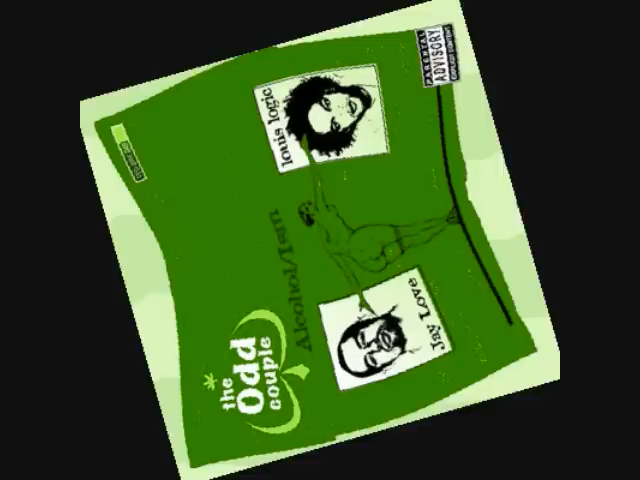 louis logic
PARENTAL
ADVISORY
EXPLICIT CONTENT
Alcohol/Ism
Jay Love
the
Odd
couple